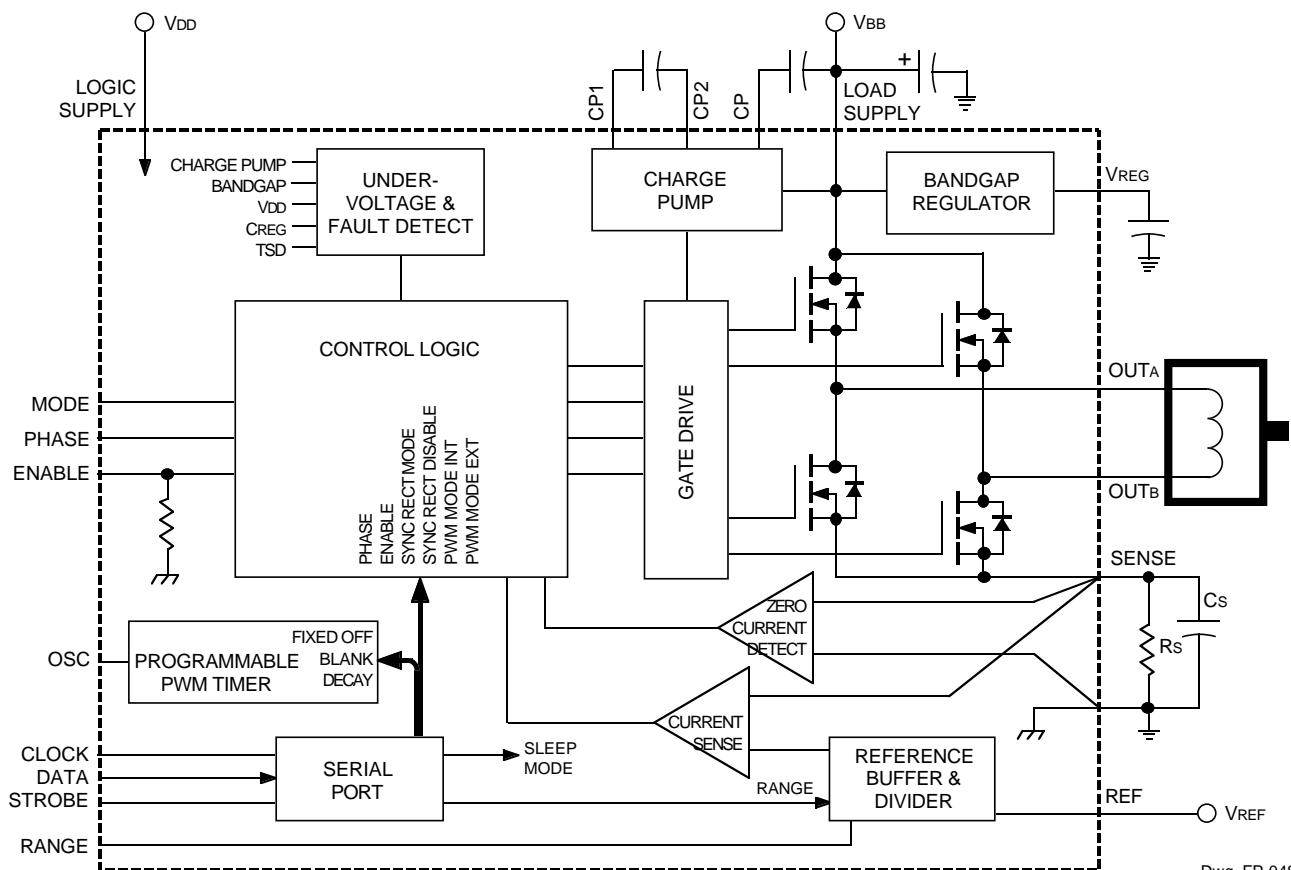 VDD
VBB
LOGIC
SUPPLY
CP1
CP2
CP
+
LOAD
SUPPLY
CHARGE PUMP
BANDGAP
VDD
CREG
TSD
UNDER-
VOLTAGE &
FAULT DETECT
CHARGE
PUMP
BANDGAP
REGULATOR
VREG
CONTROL LOGIC
MODE
PHASE
ENABLE
PHASE
ENABLE
SYNC RECT MODE
SYNC RECT DISABLE
PWM MODE INT
PWM MODE EXT
GATE DRIVE
OUTA
OUTB
SENSE
CS
RS
ZERO
CURRENT
DETECT
OSC
PROGRAMMABLE
PWM TIMER
FIXED OFF
BLANK
DECAY
CURRENT
SENSE
CLOCK
DATA
STROBE
RANGE
SERIAL
PORT
SLEEP
MODE
RANGE
REFERENCE
BUFFER &
DIVIDER
REF
VREF